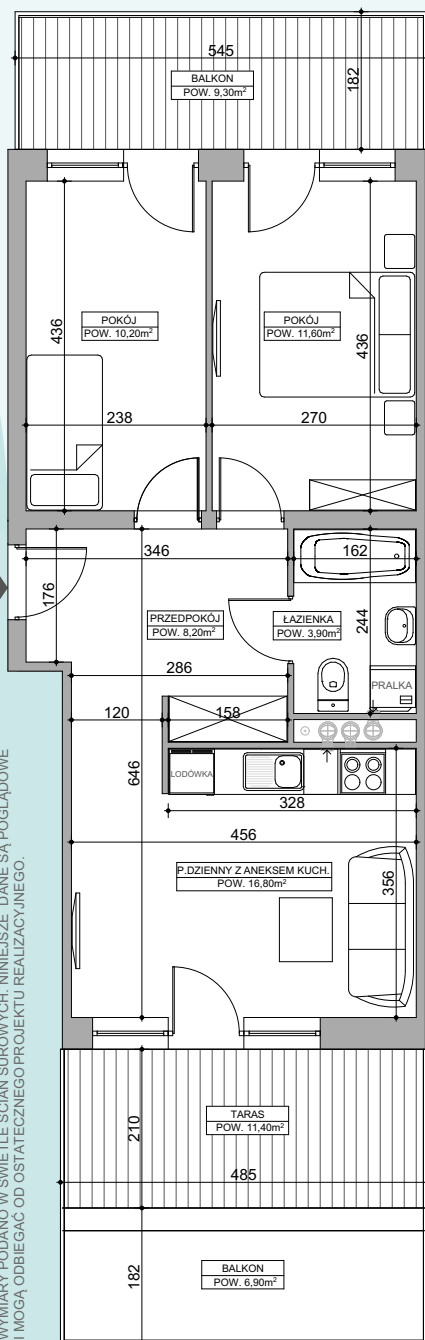 545
BALKON
POW. 9,30m²
182
POKÓJ
POW. 10,20m²
POKÓJ
POW. 11,60m²
436
436
238
270
346
162
176
PRZEDPOKÓJ
POW. 8,20m²
ŁAZIENKA
POW. 3,90m²
244
286
PRALKA
120
158
646
LODÓWKA
328
456
P.DZIENNY Z ANEKSEM KUCH.
POW. 16,80m²
356
WYMIARY PODANO W ŚWIETLE ŚCIAN SUROWYCH. NINIEJSZE DANE SĄ POGLĄDOWE
I MOGĄ ODBIEGAĆ OD OSTATECZNEGO PROJEKTU REALIZACYJNEGO.
TARAS
POW. 11,40m²
210
485
BALKON
POW. 6,90m²
182